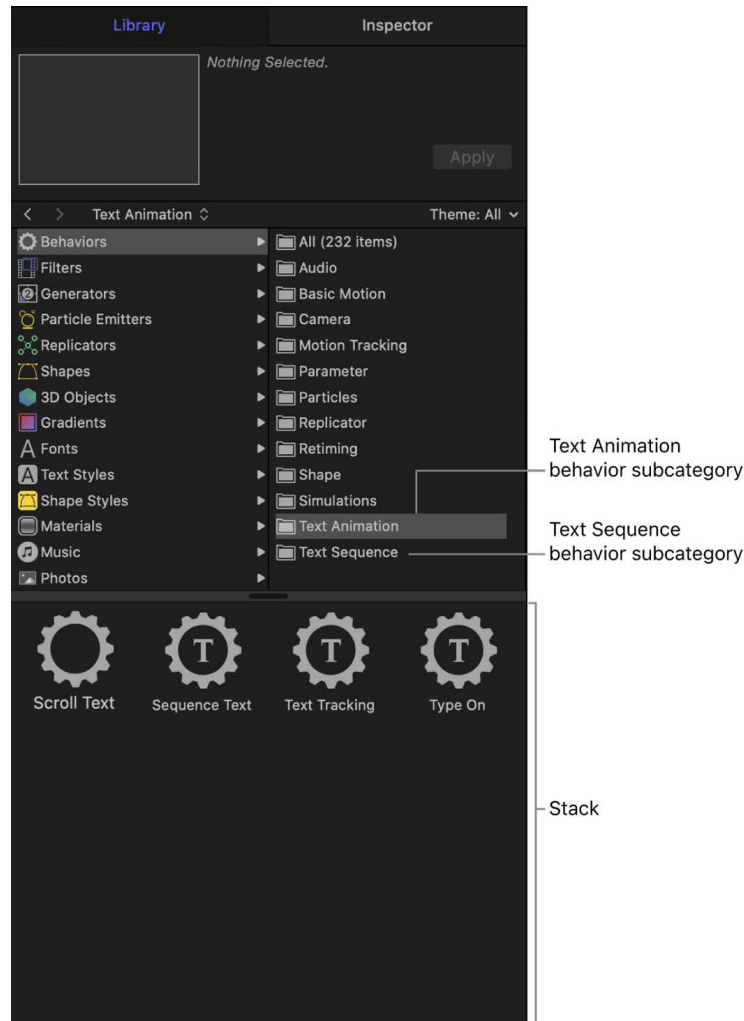 Library
Inspector
Nothing Selected.
Apply
Text Animation
Theme: All
Behaviors
Filters
Generators
Particle Emitters
Replicators
Shapes
3D Objects
Gradients
Fonts
Text Styles
Shape Styles
Materials
Music
Photos
All (232 items)
Audio
Basic Motion
Camera
Motion Tracking
Parameter
Particles
Replicator
Retiming
Shape
Simulations
Text Animation
Text Sequence
Text Animation
behavior subcategory
Text Sequence
behavior subcategory
T
T
T
Scroll Text
Sequence Text
Text Tracking
Type On
Stack